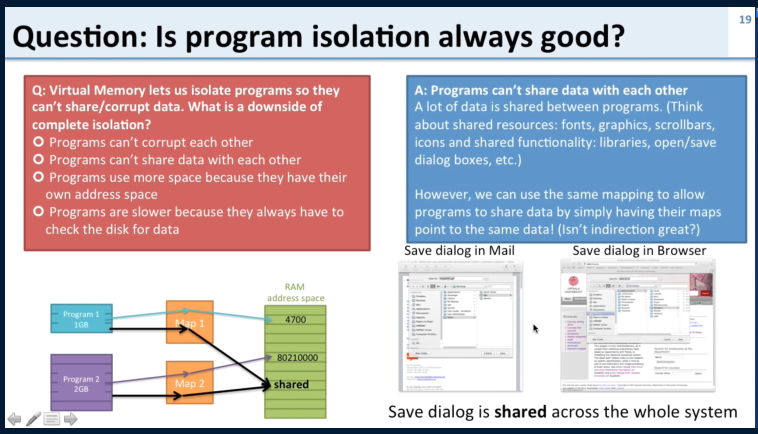 19
Question: Is program isolation always good?
Q: Virtual Memory lets us isolate programs so they
can't share/corrupt data. What is a downside of
complete isolation?
Programs can't corrupt each other
Programs can't share data with each other
Programs use more space because they have their
own address space
Programs are slower because they always have to
check the disk for data
A: Programs can't share data with each other
A lot of data is shared between programs. (Think
about shared resources: fonts, graphics, scrollbars,
icons and shared functionality: libraries, open/save
dialog boxes, etc.)
However, we can use the same mapping to allow
programs to share data by simply having their maps
point to the same data! (Isn't indirection great?)
Save dialog in Mail
Save dialog in Browser
RAM
address space
Program 1
1GB
Map 1
4700
80210000
Program 2
2GB
Map 2
shared
Save dialog is shared across the whole system